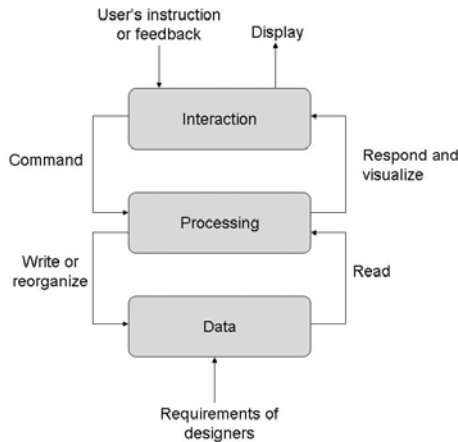 User's instruction
or feedback
Display
Interaction
Command
Respond and
visualize
Processing
Write or
reorganize
Read
Data
Requirements of
designers